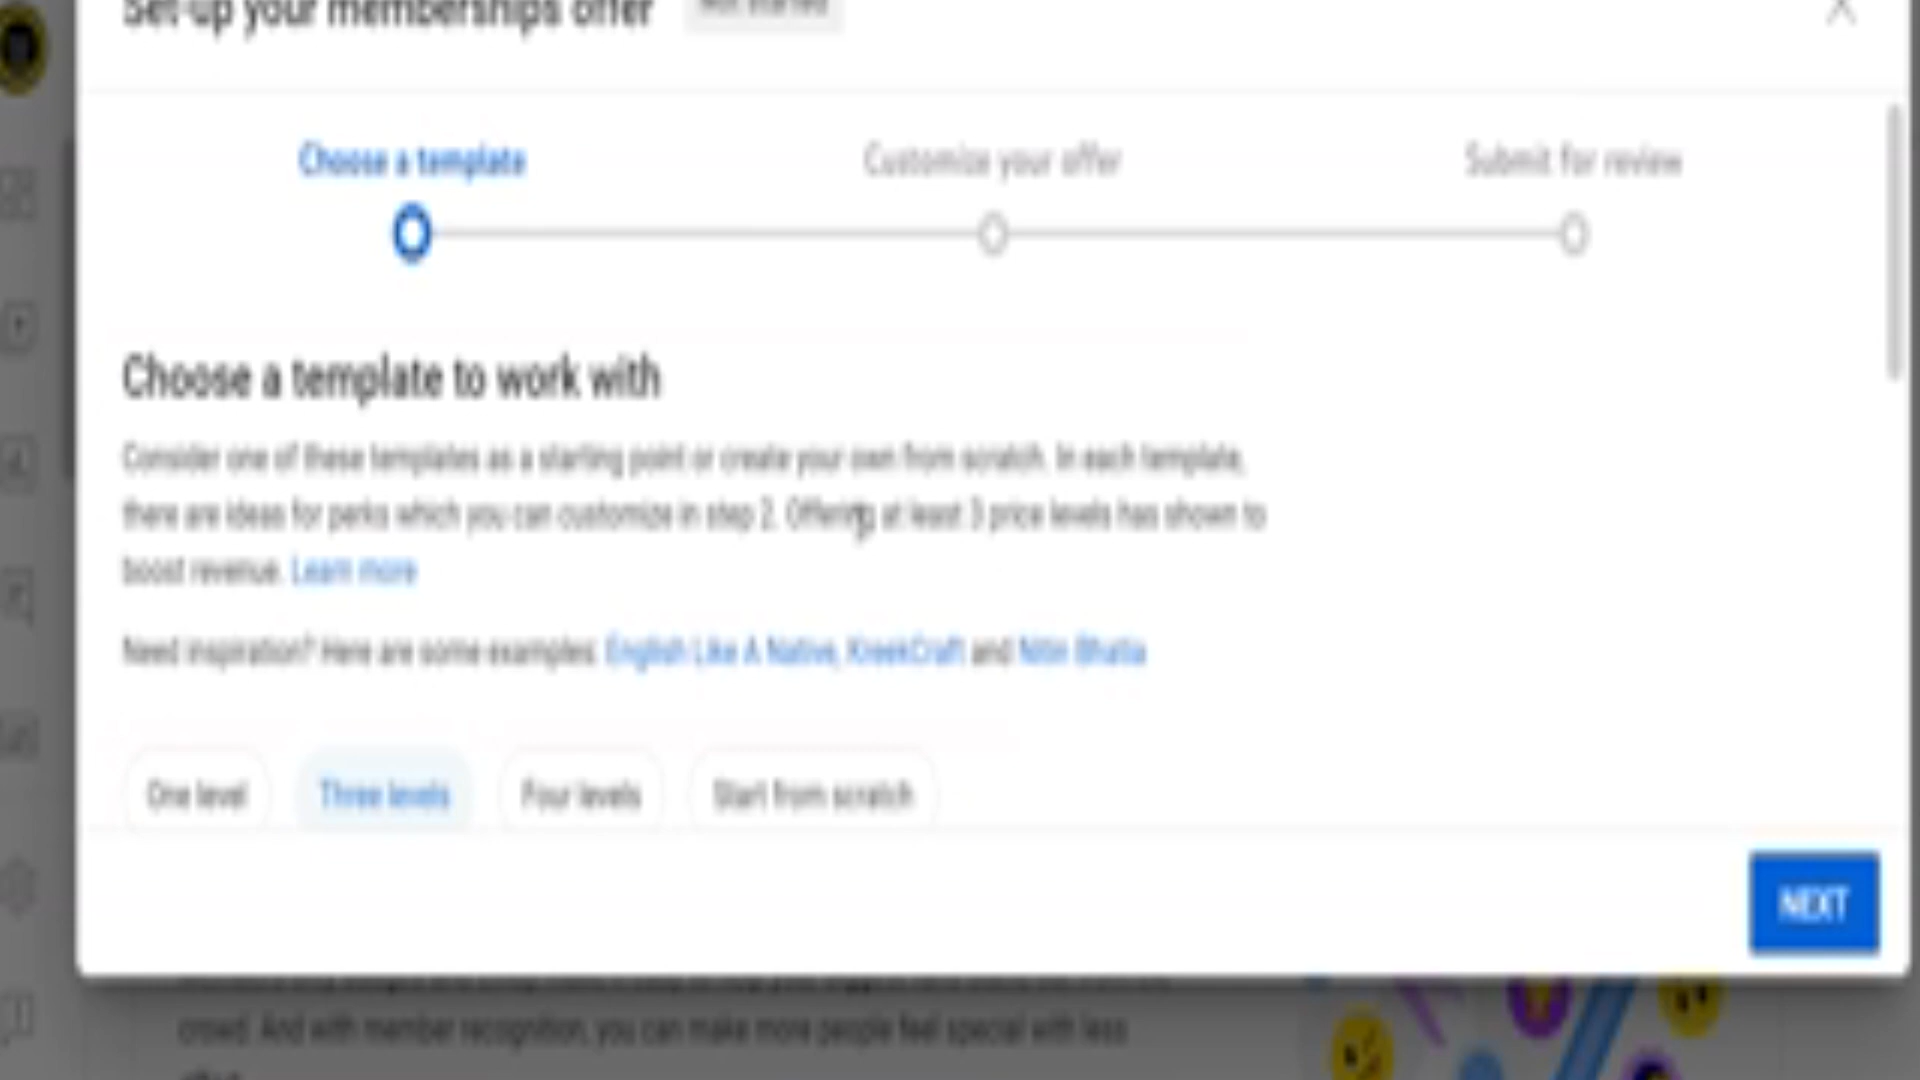 Set-up your memberships offer
Not started
Choose a template
Customize your offer
Submit for review
Choose a template to work with
Consider one of these templates as a starting point or create your own from scratch. In each template,
there are ideas for perks which you can customize in step 2. Offering at least 3 price levels has shown to
boost revenue. Learn more
Need inspiration? Here are some examples: English Like A Native, KreekCraft and Nitin Bhatia
One level
Three levels
Four levels
Start from scratch
NEXT
crowd. And with member recognition, you can make more people feel special with less